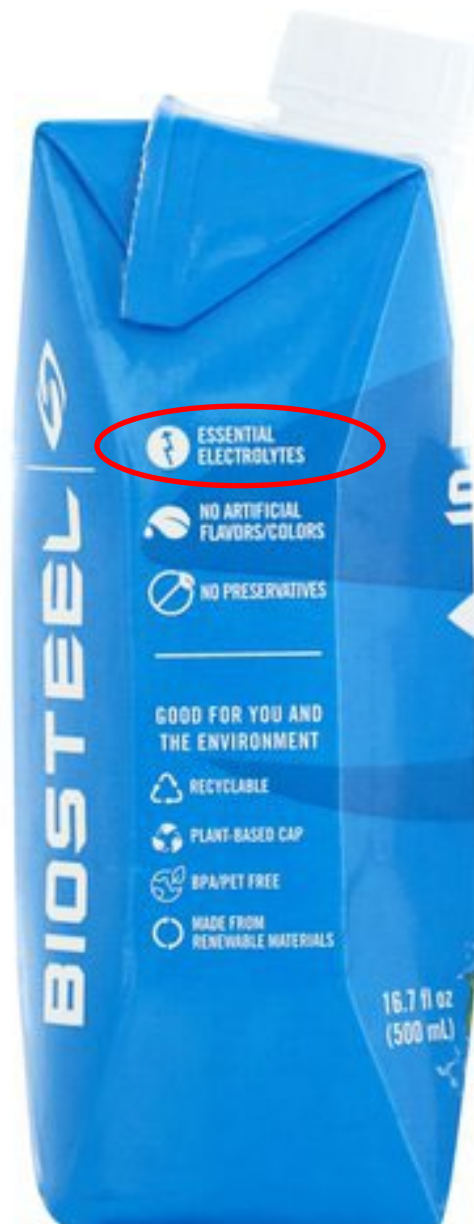 BIOSTEEL
ESSENTIAL
ELECTROLYTES
NO ARTIFICIAL
FLAVORS/COLORS
NO PRESERVATIVES
GOOD FOR YOU AND
THE ENVIRONMENT
RECYCLABLE
PLANT-BASED CAP
BPA/PET FREE
MADE FROM
RENEWABLE MATERIALS
16.7 fl oz
(500 mL)